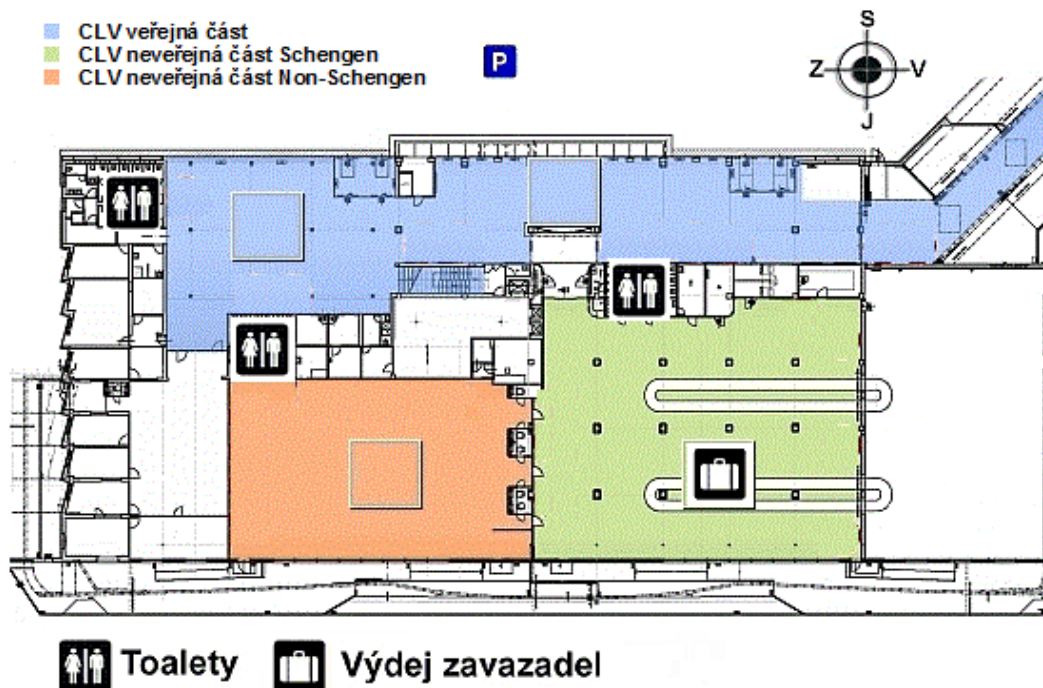 CLV veřejná část
CLV neveřejná část Schengen
CLV neveřejná část Non-Schengen
P
S
Z V
J
Toalety
Výdej zavazadel